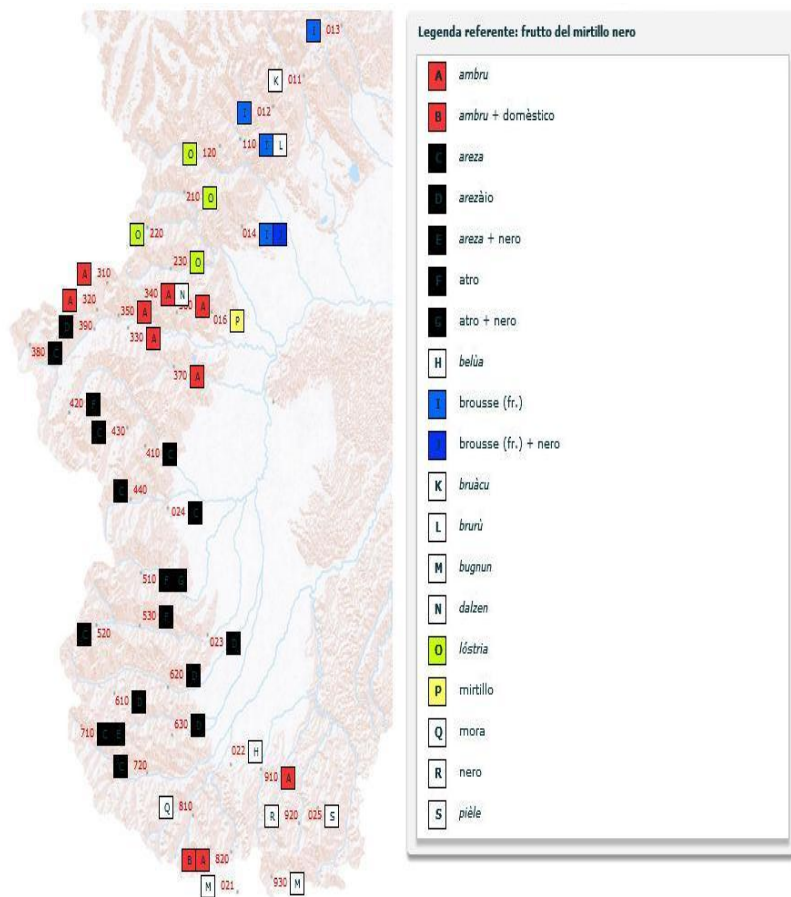 Legenda referente: frutto del mirtillo nero
A ambru
B ambru + domèstico
C areza
D arezàio
E areza + nero
F atro
G atro + nero
H belùa
I brousse (fr.)
J brousse (fr.) + nero
K bruàcu
L brurù
M bugnun
N dalzen
O lóstria
P mirtillo
Q mora
R nero
S pièle
I 013
K 011
I 012
110 I L
O 120
210 O
O 220
014 I J
230 O
A 310
A 320
340 A N
350 A
A
016 P
D 390
330 A
380 C
370 A
420 F
430
410 C
C 440
024 C
510 F G
530 F
C 520
023
620 D
610
630 D
710 C E
022 H
C 720
910 A
Q 810
R 920
025 S
B A 820
M 021
930 M